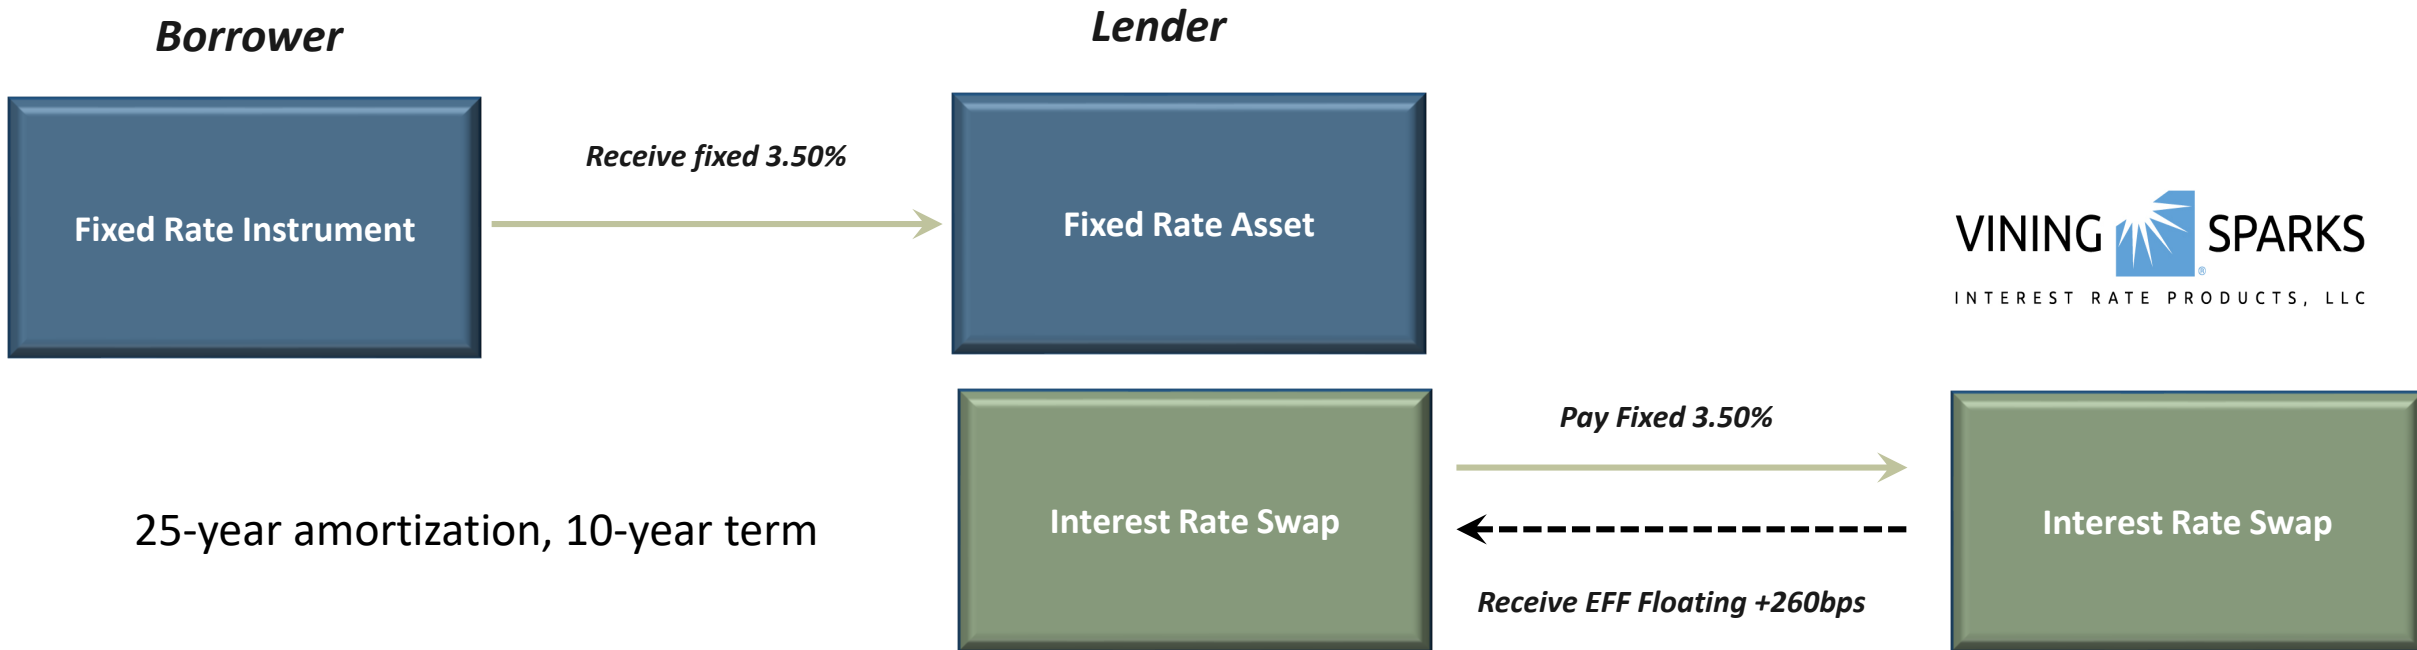 Borrower
Lender
Fixed Rate Instrument
Receive fixed 3.50%
Fixed Rate Asset
VINING SPARKS
®
INTEREST RATE PRODUCTS, LLC
25-year amortization, 10-year term
Interest Rate Swap
Pay Fixed 3.50%
Receive EFF Floating +260bps
Interest Rate Swap